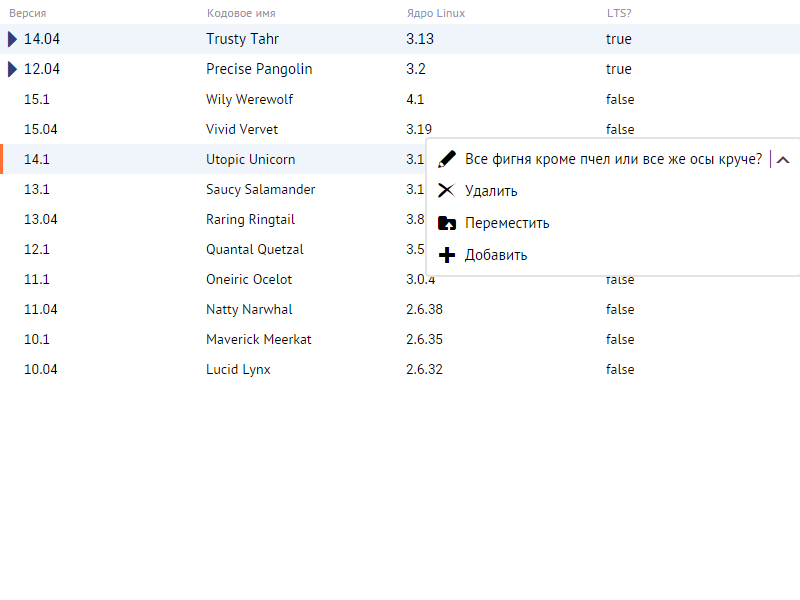 Версия Кодовое имя Ядро Linux LTS?
14.04 Trusty Tahr 3.13 true
12.04 Precise Pangolin 3.2 true
15.1 Wily Werewolf 4.1 false
15.04 Vivid Vervet 3.19 false
14.1 Utopic Unicorn 3.1 Все фигня кроме пчел или все же осы круче?
13.1 Saucy Salamander 3.1 Удалить
13.04 Raring Ringtail 3.8 Переместить
12.1 Quantal Quetzal 3.5 Добавить
11.1 Oneiric Ocelot 3.0.4 false
11.04 Natty Narwhal 2.6.38 false
10.1 Maverick Meerkat 2.6.35 false
10.04 Lucid Lynx 2.6.32 false